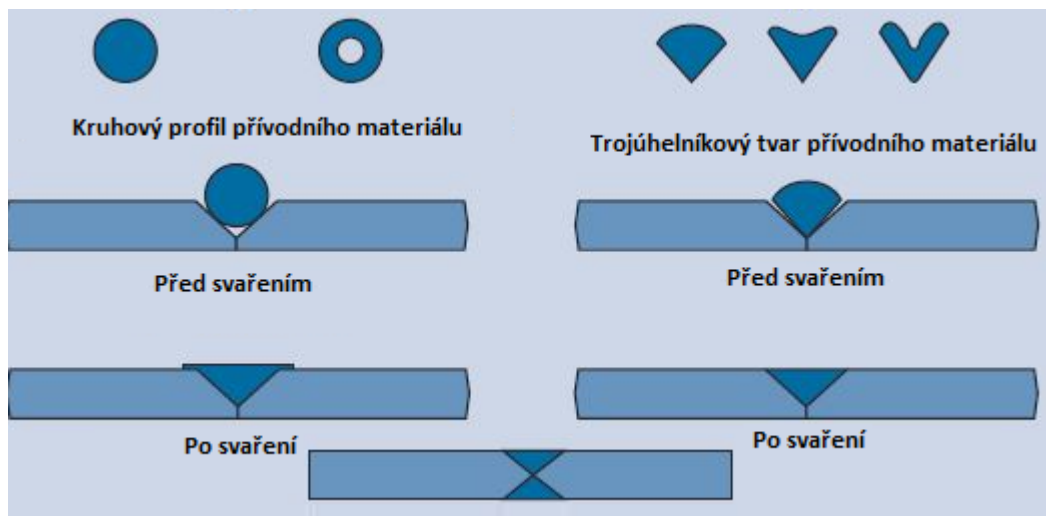 Kruhový profil přívodního materiálu
Trojúhelníkový tvar přívodního materiálu
Před svařením
Před svařením
Po svaření
Po svaření